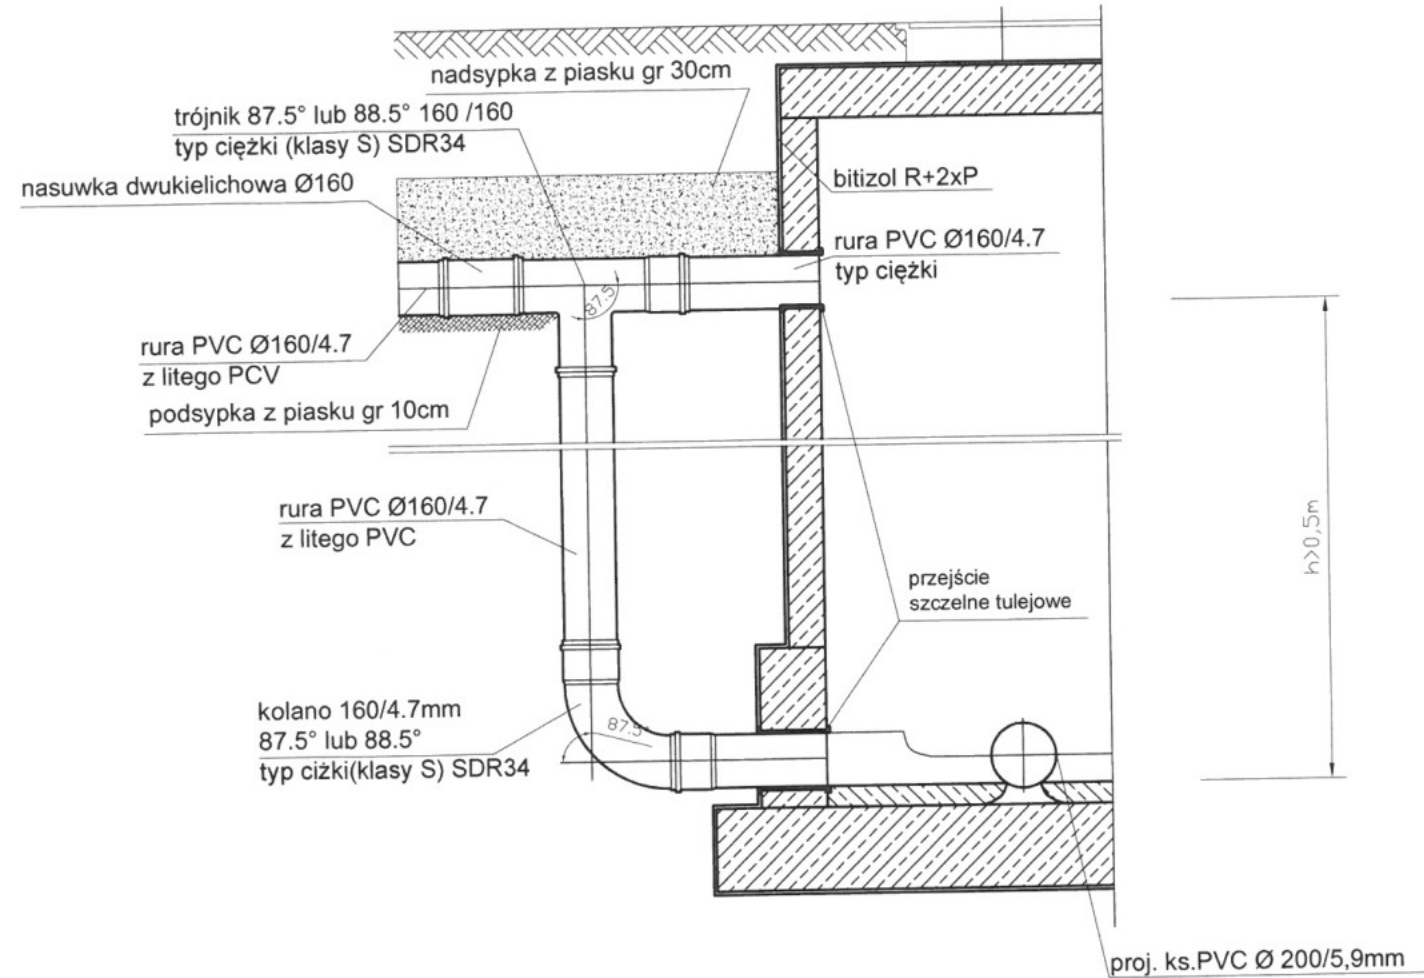 nadsypka z piasku gr 30cm
trójnik 87.5° lub 88.5° 160 /160
typ ciężki (klasy S) SDR34
nasuwka dwukielichowa Ø160
bitizol R+2xP
rura PVC Ø160/4.7
typ ciężki
87.5°
rura PVC Ø160/4.7
z litego PCV
podsypka z piasku gr 10cm
rura PVC Ø160/4.7
z litego PVC
h>0,5m
przejście
szczelne tulejowe
kolano 160/4.7mm
87.5° lub 88.5°
typ ciżki(klasy S) SDR34
87.5°
proj. ks.PVC Ø 200/5,9mm